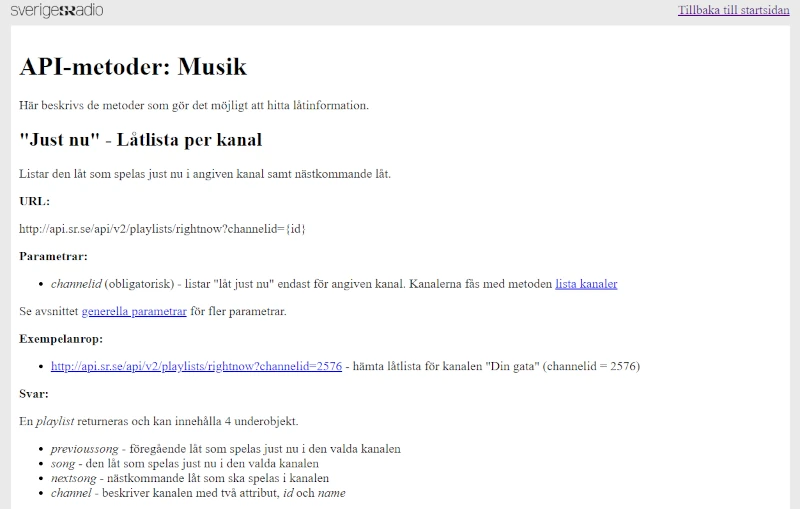 sverigesradio
Tillbaka till startsidan
API-metoder: Musik
Här beskrivs de metoder som gör det möjligt att hitta låtinformation.
"Just nu" - Låtlista per kanal
Listar den låt som spelas just nu i angiven kanal samt nästkommande låt.
URL:
http://api.sr.se/api/v2/playlists/rightnow?channelid={id}
Parametrar:
channelid (obligatorisk) - listar "låt just nu" endast för angiven kanal. Kanalerna fås med metoden lista kanaler
Se avsnittet generella parametrar för fler parametrar.
Exempelanrop:
http://api.sr.se/api/v2/playlists/rightnow?channelid=2576 - hämta låtlista för kanalen "Din gata" (channelid = 2576)
Svar:
En playlist returneras och kan innehålla 4 underobjekt.
previoussong - föregående låt som spelas just nu i den valda kanalen
song - den låt som spelas just nu i den valda kanalen
nextsong - nästkommande låt som ska spelas i kanalen
channel - beskriver kanalen med två attribut, id och name